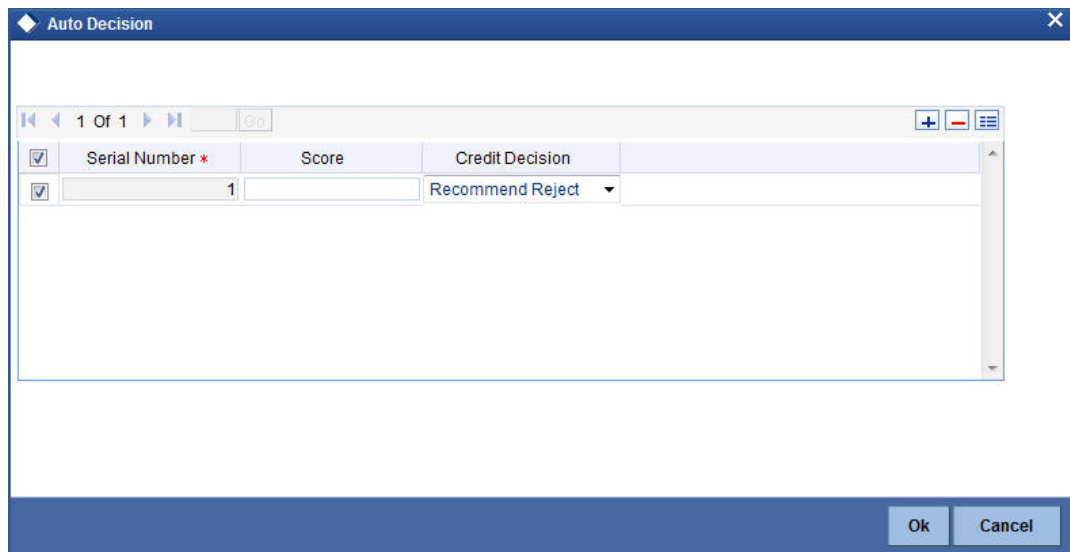 Auto Decision
1 Of 1 Go
Serial Number * Score Credit Decision
1 Recommend Reject
Ok Cancel